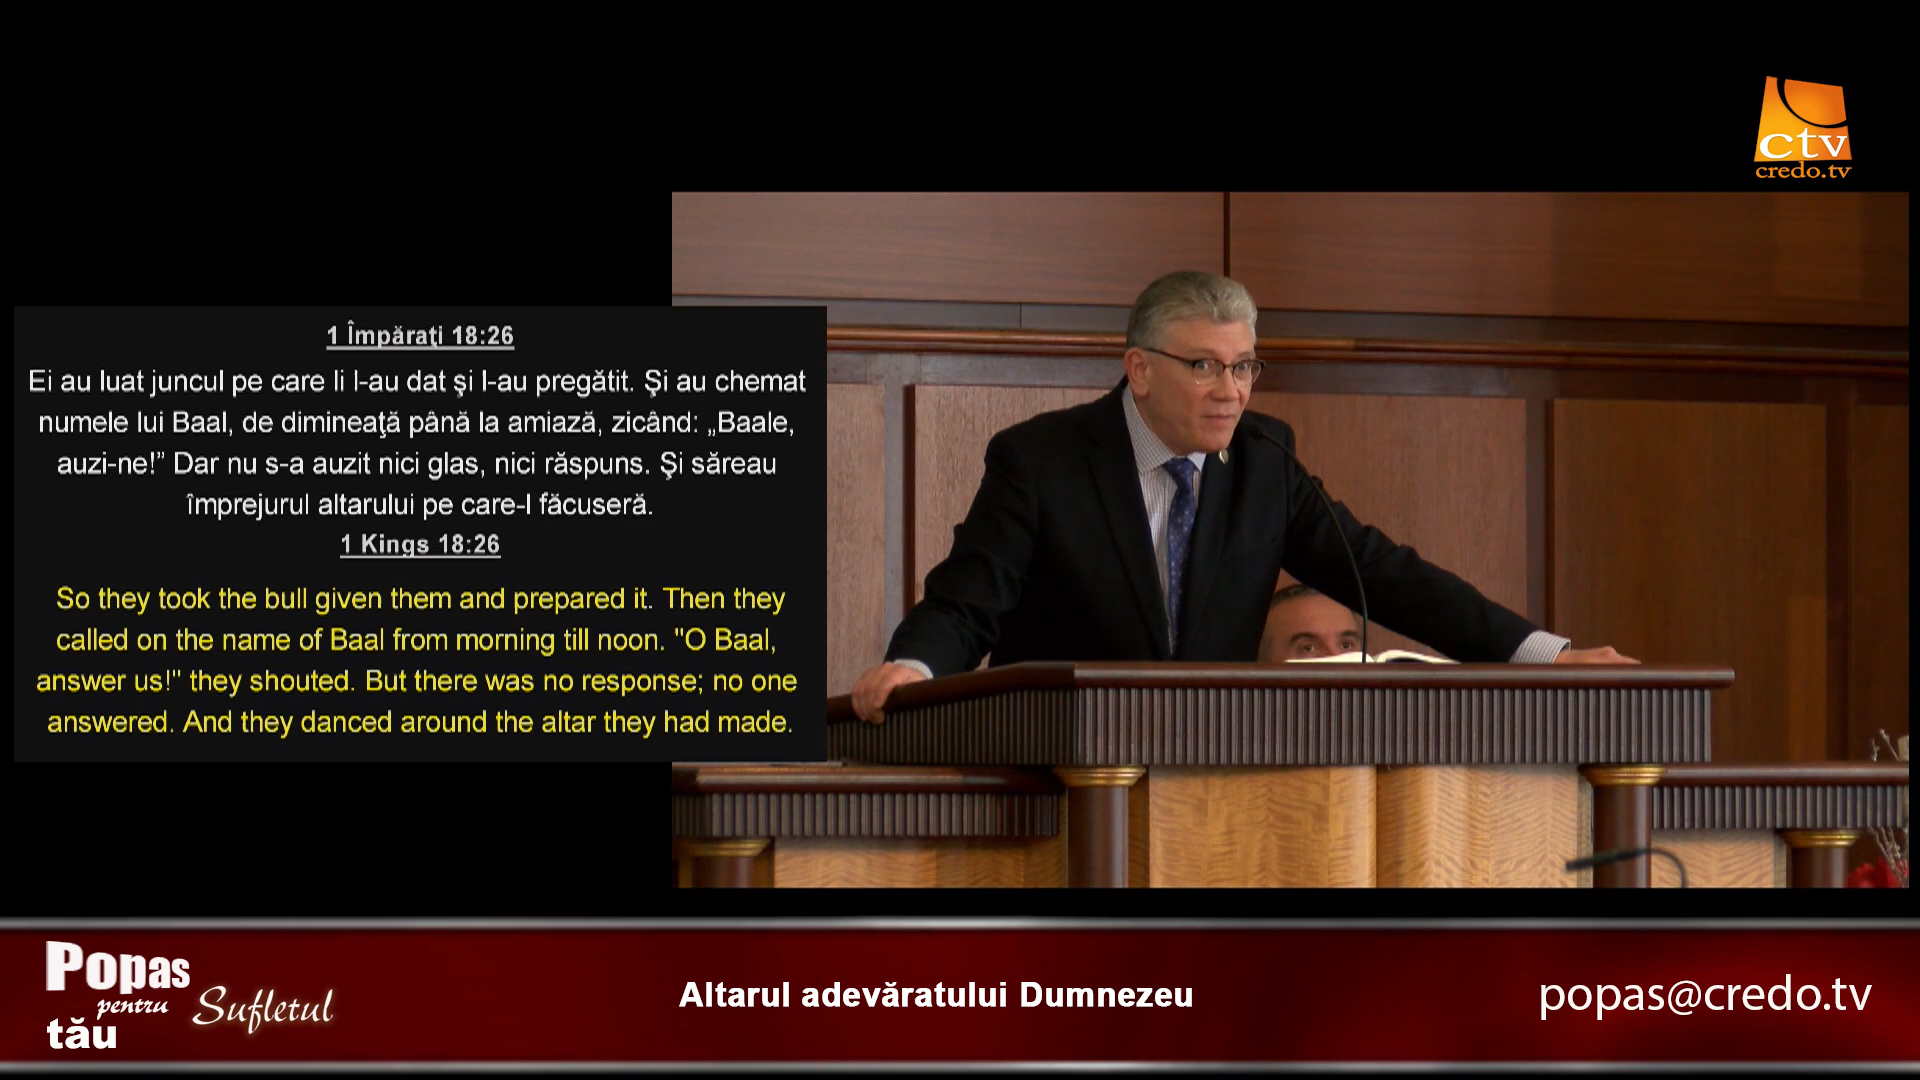 ctv
credo.tv
1 Împăraţi 18:26
Ei au luat juncul pe care li l-au dat şi l-au pregătit. Şi au chemat
numele lui Baal, de dimineaţă până la amiază, zicând: „Baale,
auzi-ne!” Dar nu s-a auzit nici glas, nici răspuns. Şi săreau
împrejurul altarului pe care-l făcuseră.
1 Kings 18:26
So they took the bull given them and prepared it. Then they
called on the name of Baal from morning till noon. "O Baal,
answer us!" they shouted. But there was no response; no one
answered. And they danced around the altar they had made.
Popas
pentru
tău Sufletul
Altarul adevăratului Dumnezeu
popas@credo.tv